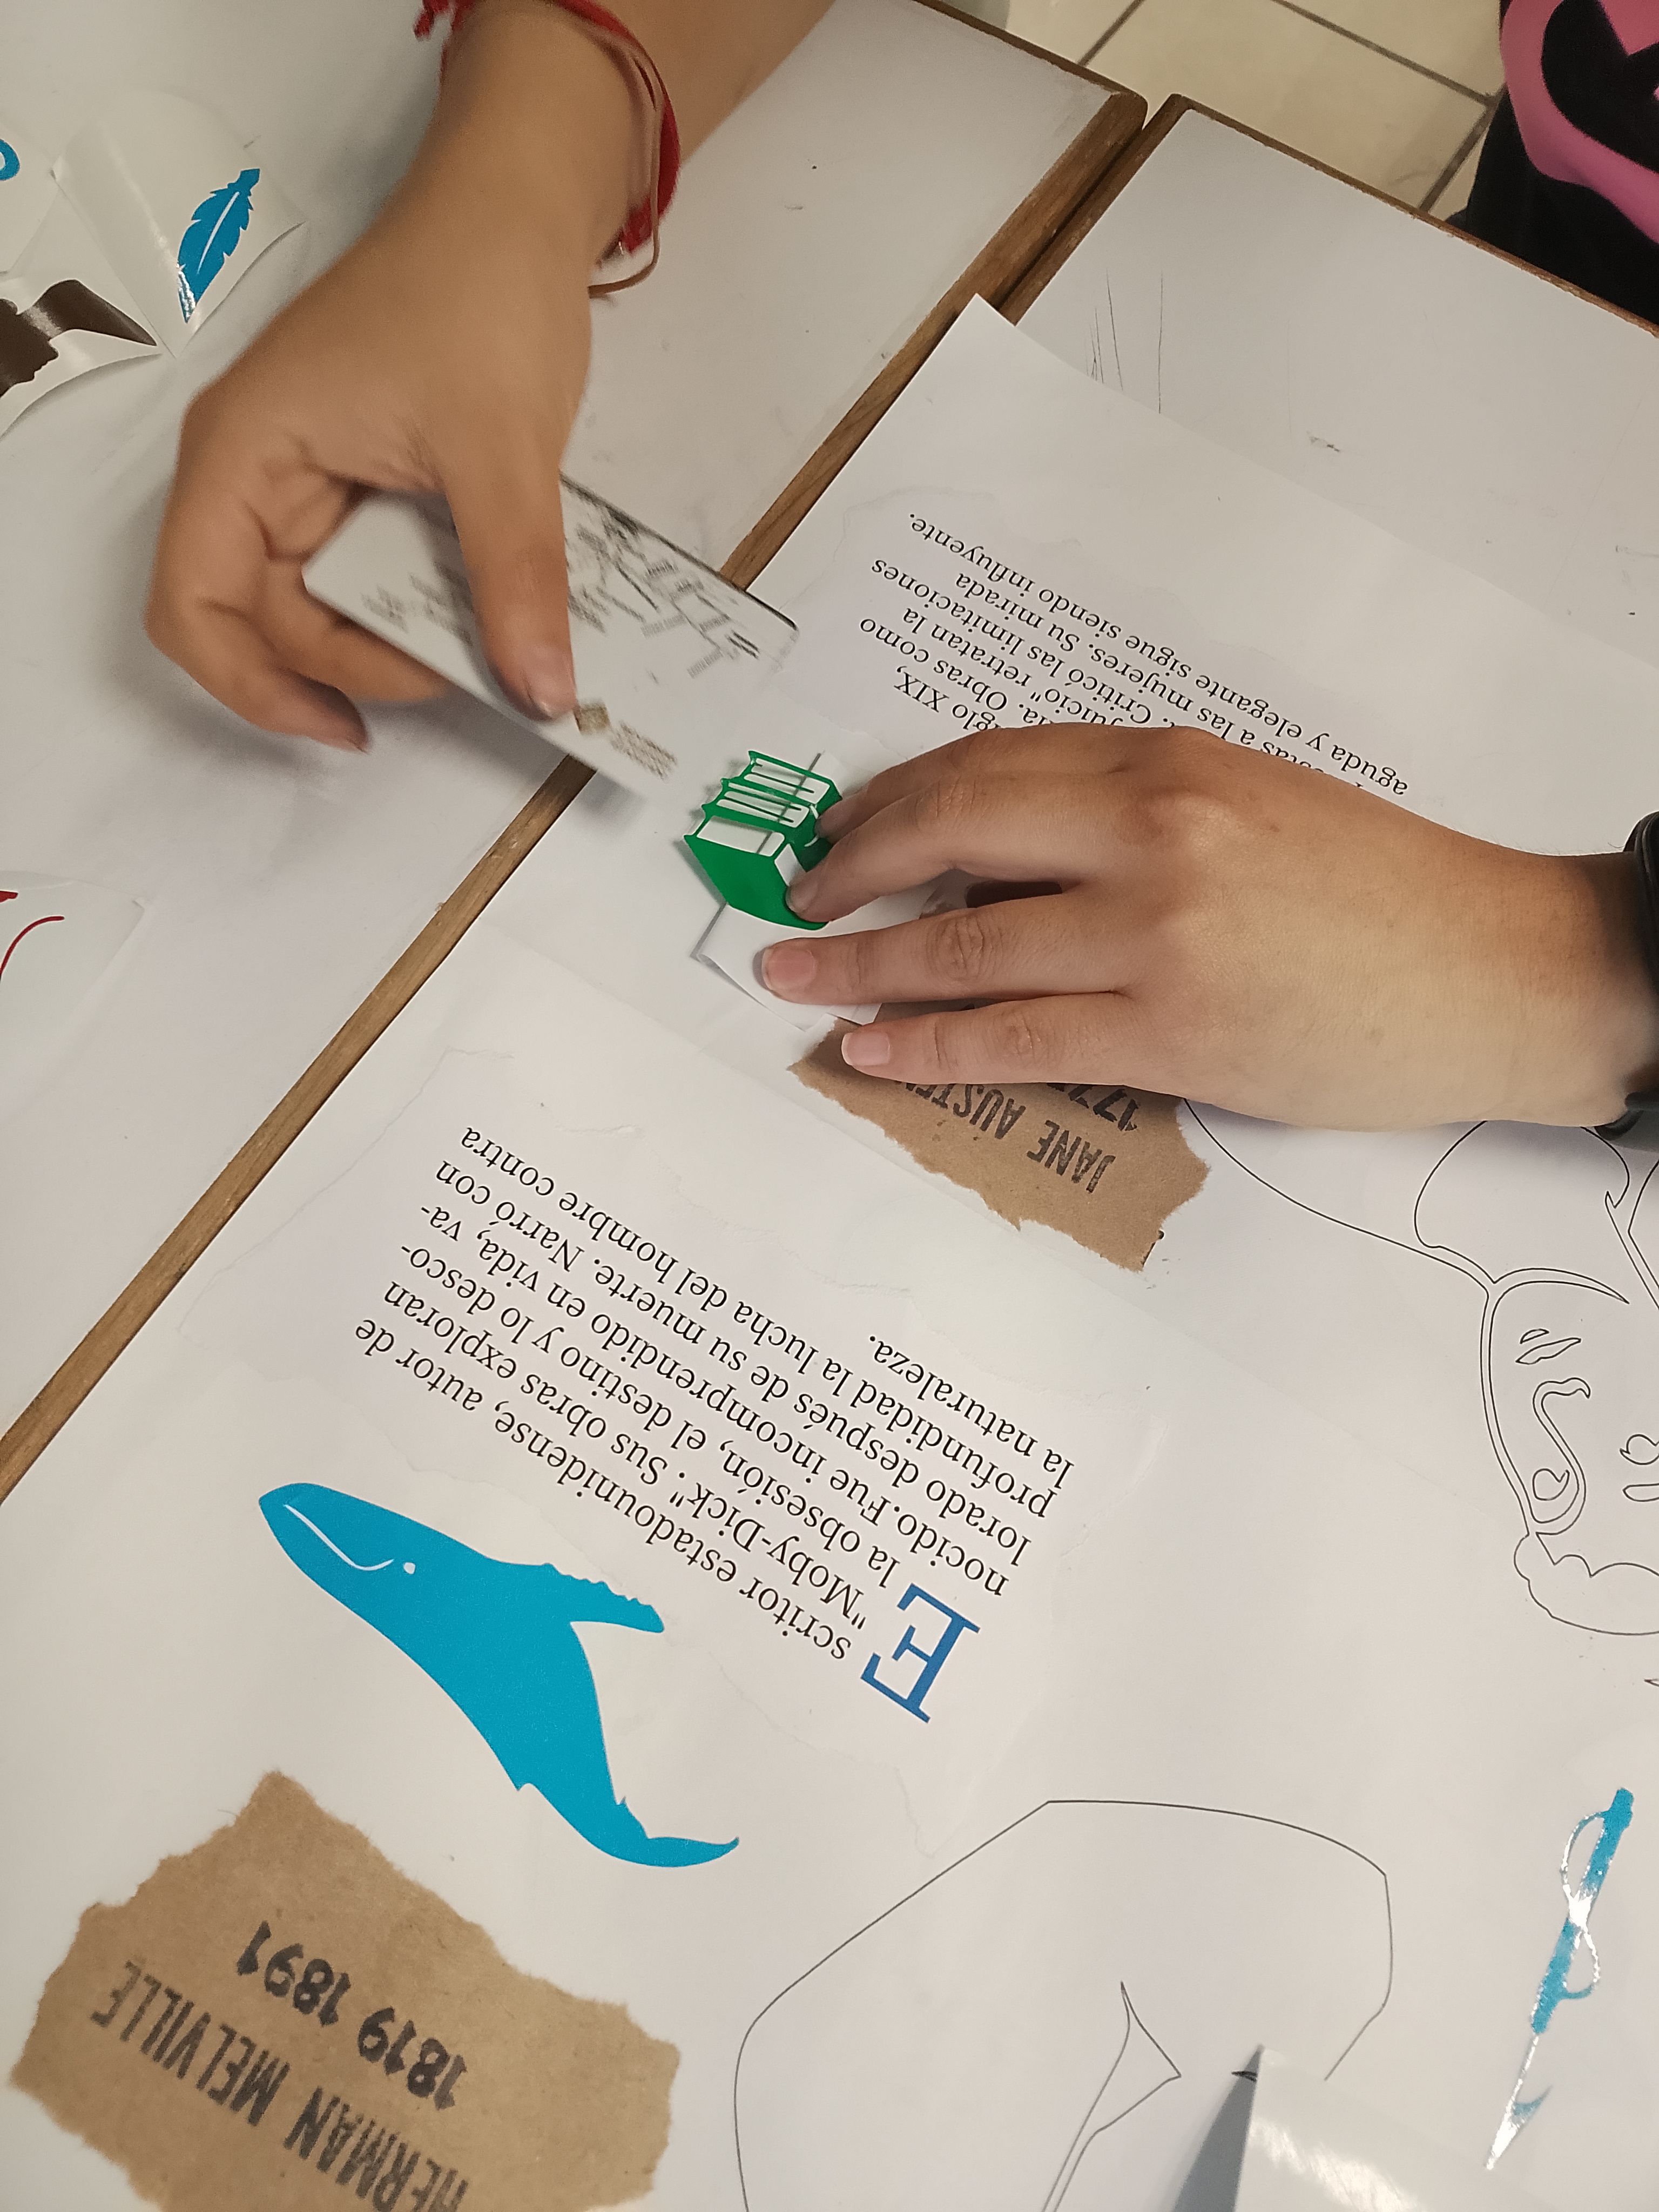 HERMAN MELVILLE
1819 1891
Escritor estadounidense, autor de
"Moby-Dick". Sus obras exploran
la obsesión, el destino y lo desco-
nocido.Fue incomprendido en vida, va-
lorado después de su muerte. Narró con
profundidad la lucha del hombre contra
la naturaleza.
JANE AUSTEN
177
glo XIX,
Obras como
juicio" retratan la
Criticó las limitaciones
a las mujeres. Su mirada
aguda y elegante sigue siendo influyente.